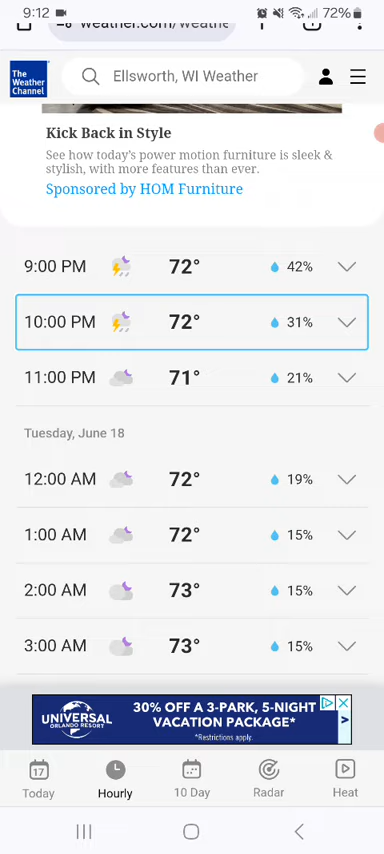 9:12
72%
weather.com/weathe
The
Weather
Channel
Ellsworth, WI Weather
Kick Back in Style
See how today's power motion furniture is sleek &
stylish, with more features than ever.
Sponsored by HOM Furniture
9:00 PM 72° 42%
10:00 PM 72° 31%
11:00 PM 71° 21%
Tuesday, June 18
12:00 AM 72° 19%
1:00 AM 72° 15%
2:00 AM 73° 15%
3:00 AM 73° 15%
UNIVERSAL
ORLANDO RESORT
30% OFF A 3-PARK, 5-NIGHT
VACATION PACKAGE*
*Restrictions apply.
17
Today
Hourly
10 Day
Radar
Heat